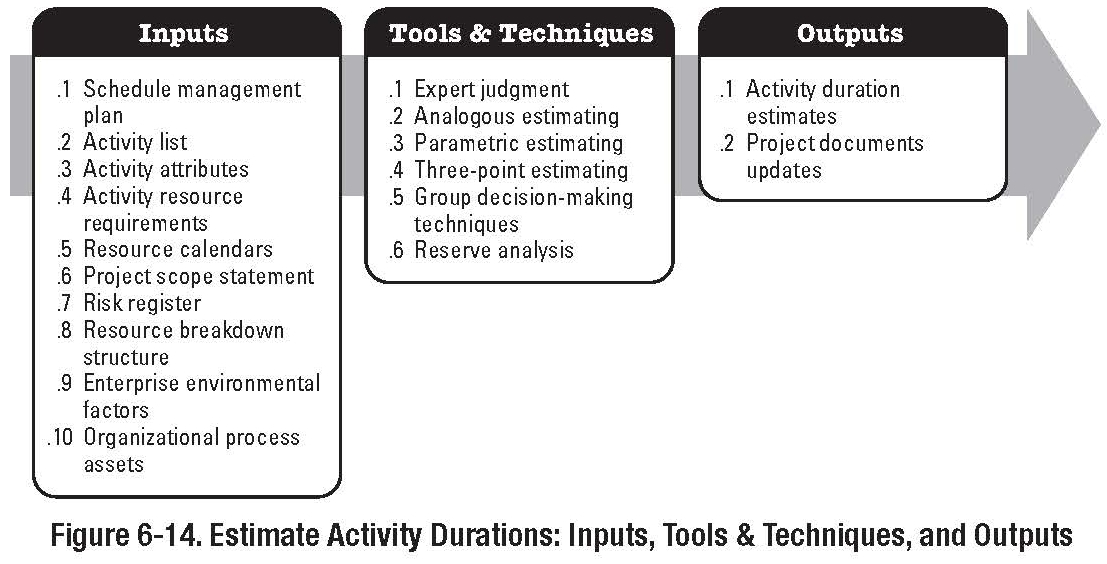 Inputs
.1 Schedule management
plan
.2 Activity list
.3 Activity attributes
.4 Activity resource
requirements
.5 Resource calendars
.6 Project scope statement
.7 Risk register
.8 Resource breakdown
structure
.9 Enterprise environmental
factors
.10 Organizational process
assets
Tools & Techniques
.1 Expert judgment
.2 Analogous estimating
.3 Parametric estimating
.4 Three-point estimating
.5 Group decision-making
techniques
.6 Reserve analysis
Outputs
.1 Activity duration
estimates
.2 Project documents
updates
Figure 6-14. Estimate Activity Durations: Inputs, Tools & Techniques, and Outputs